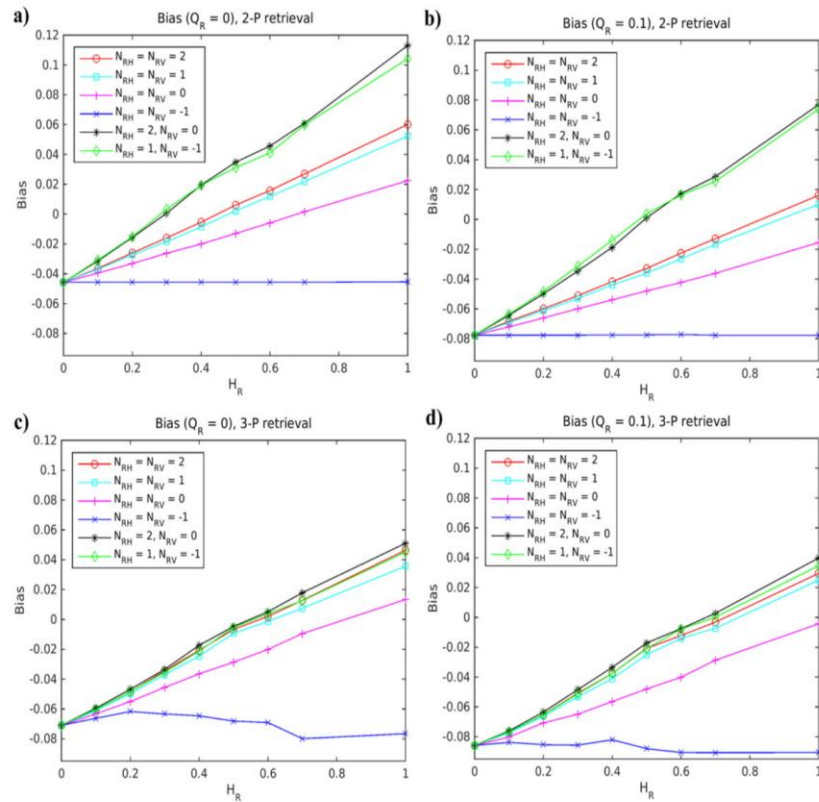 a)
Bias (Q_R = 0), 2-P retrieval
0.12
0.1
0.08
0.06
0.04
0.02
0
-0.02
-0.04
-0.06
-0.08
Bias
N_RH = N_RV = 2
N_RH = N_RV = 1
N_RH = N_RV = 0
N_RH = N_RV = -1
N_RH = 2, N_RV = 0
N_RH = 1, N_RV = -1
0 0.2 0.4 0.6 0.8 1
H_R
b)
Bias (Q_R = 0.1), 2-P retrieval
0.12
0.1
0.08
0.06
0.04
0.02
0
-0.02
-0.04
-0.06
-0.08
Bias
N_RH = N_RV = 2
N_RH = N_RV = 1
N_RH = N_RV = 0
N_RH = N_RV = -1
N_RH = 2, N_RV = 0
N_RH = 1, N_RV = -1
0 0.2 0.4 0.6 0.8 1
H_R
c)
Bias (Q_R = 0), 3-P retrieval
0.12
0.1
0.08
0.06
0.04
0.02
0
-0.02
-0.04
-0.06
-0.08
Bias
N_RH = N_RV = 2
N_RH = N_RV = 1
N_RH = N_RV = 0
N_RH = N_RV = -1
N_RH = 2, N_RV = 0
N_RH = 1, N_RV = -1
0 0.2 0.4 0.6 0.8 1
H_R
d)
Bias (Q_R = 0.1), 3-P retrieval
0.12
0.1
0.08
0.06
0.04
0.02
0
-0.02
-0.04
-0.06
-0.08
Bias
N_RH = N_RV = 2
N_RH = N_RV = 1
N_RH = N_RV = 0
N_RH = N_RV = -1
N_RH = 2, N_RV = 0
N_RH = 1, N_RV = -1
0 0.2 0.4 0.6 0.8 1
H_R